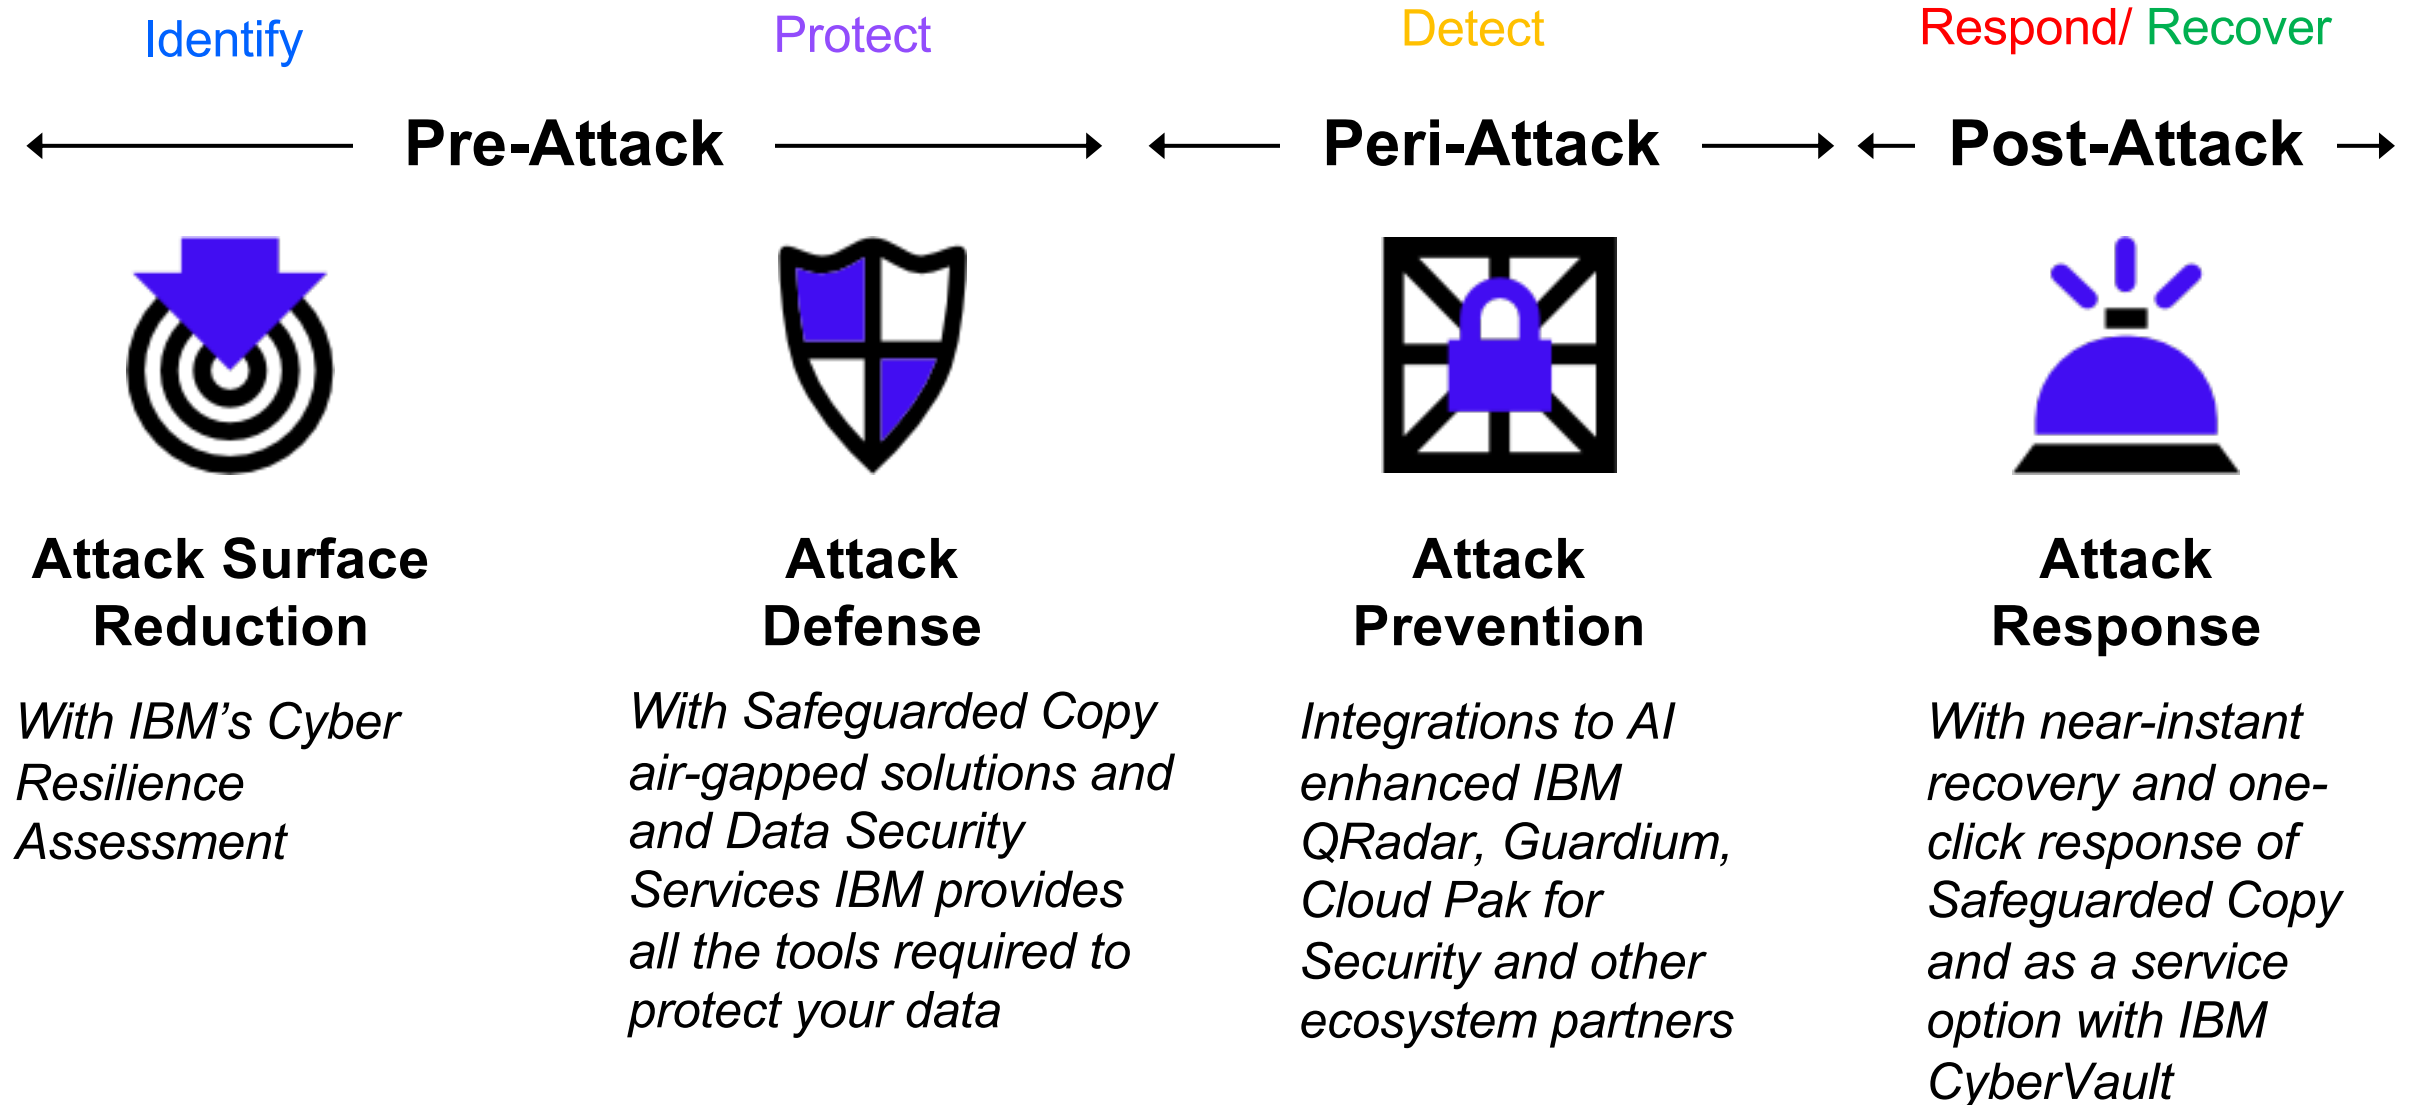 Identify
Protect
Detect
Respond/ Recover
Pre-Attack
Peri-Attack
Post-Attack
Attack Surface
Reduction
With IBM’s Cyber
Resilience
Assessment
Attack
Defense
With Safeguarded Copy
air-gapped solutions and
and Data Security
Services IBM provides
all the tools required to
protect your data
Attack
Prevention
Integrations to AI
enhanced IBM
QRadar, Guardium,
Cloud Pak for
Security and other
ecosystem partners
Attack
Response
With near-instant
recovery and one-
click response of
Safeguarded Copy
and as a service
option with IBM
CyberVault